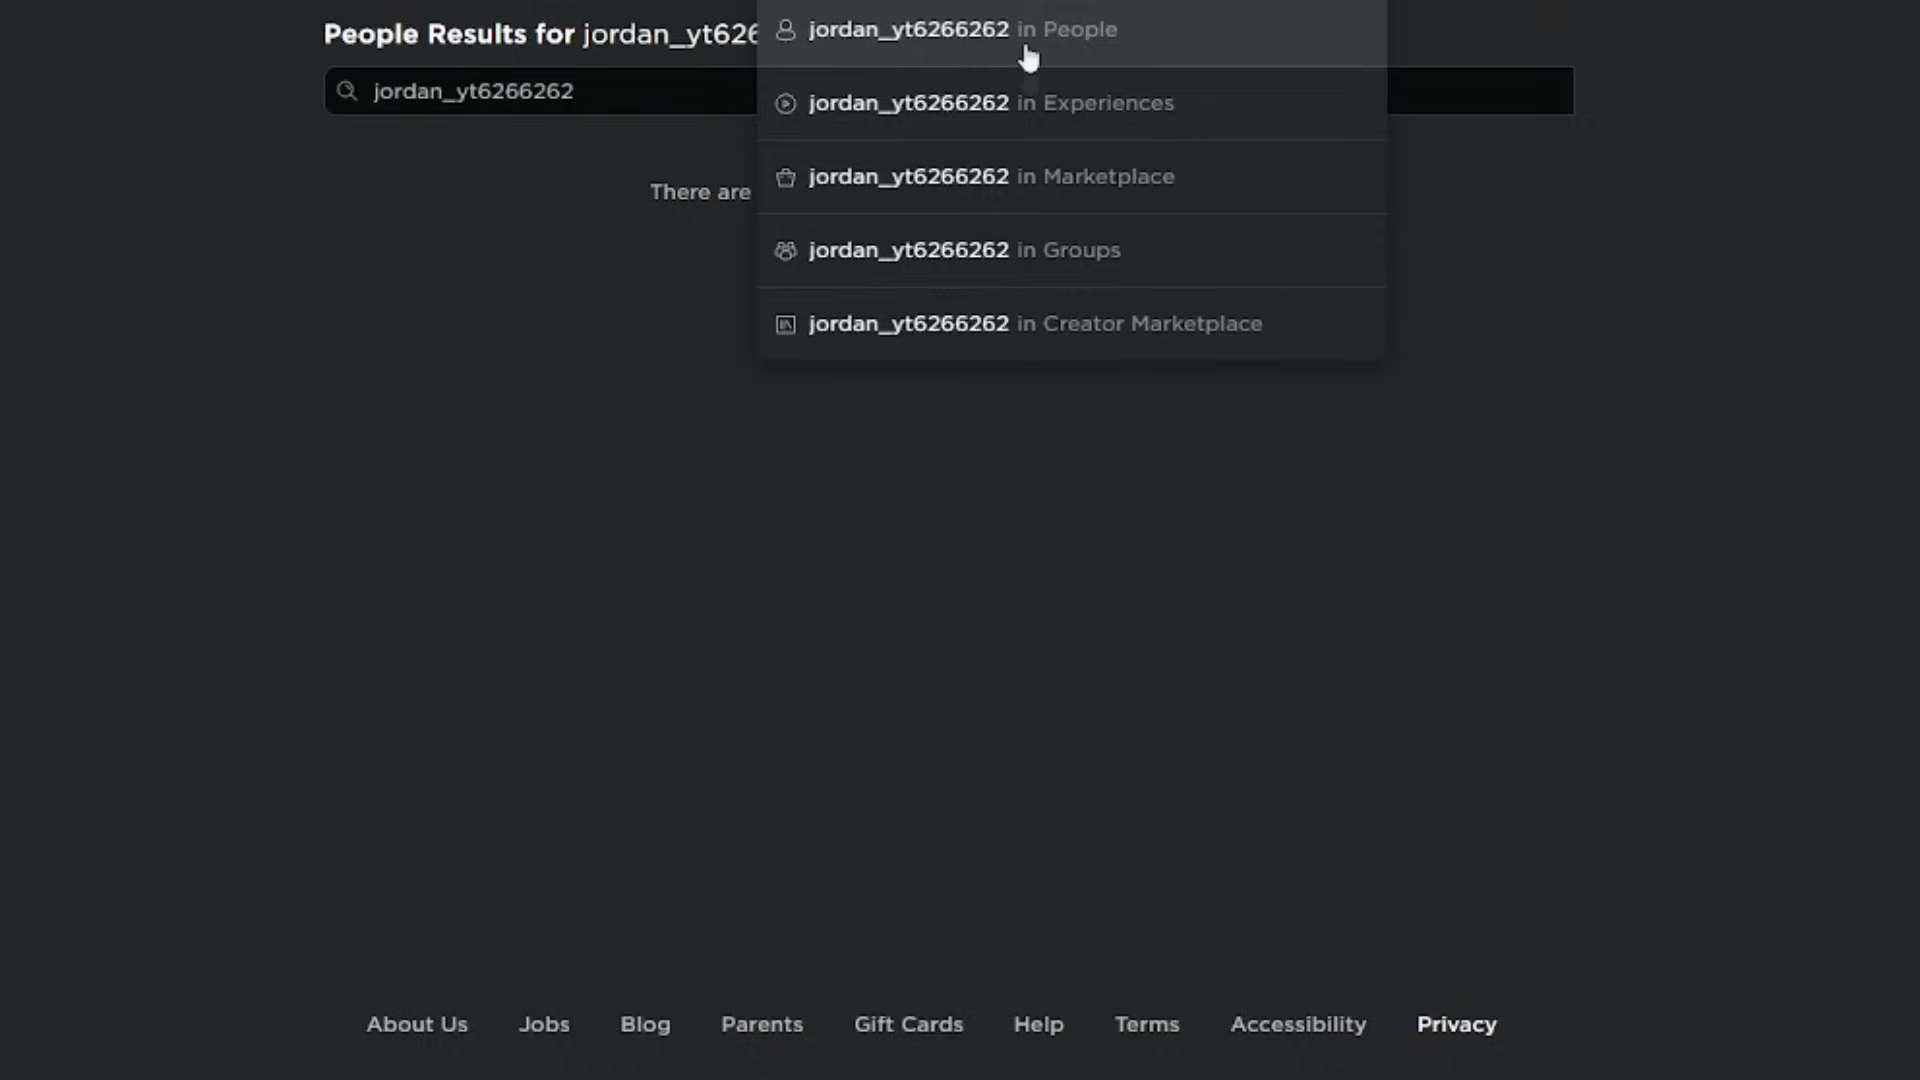 People Results for jordan_yt626
jordan_yt6266262
There are
jordan_yt6266262 in People
jordan_yt6266262 in Experiences
jordan_yt6266262 in Marketplace
jordan_yt6266262 in Groups
jordan_yt6266262 in Creator Marketplace
About Us Jobs Blog Parents Gift Cards Help Terms Accessibility Privacy